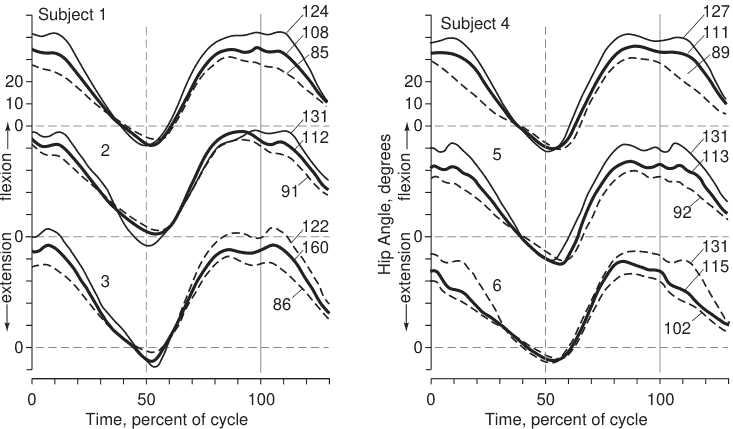 Subject 1
124
108
85
20
10
0
131
112
2
91
flexion
0
extension
122
160
3
86
0
0 50 100
Time, percent of cycle
Subject 4
127
111
89
0
131
113
5
92
Hip Angle, degrees
flexion
0
extension
131
115
6
102
0
0 50 100
Time, percent of cycle